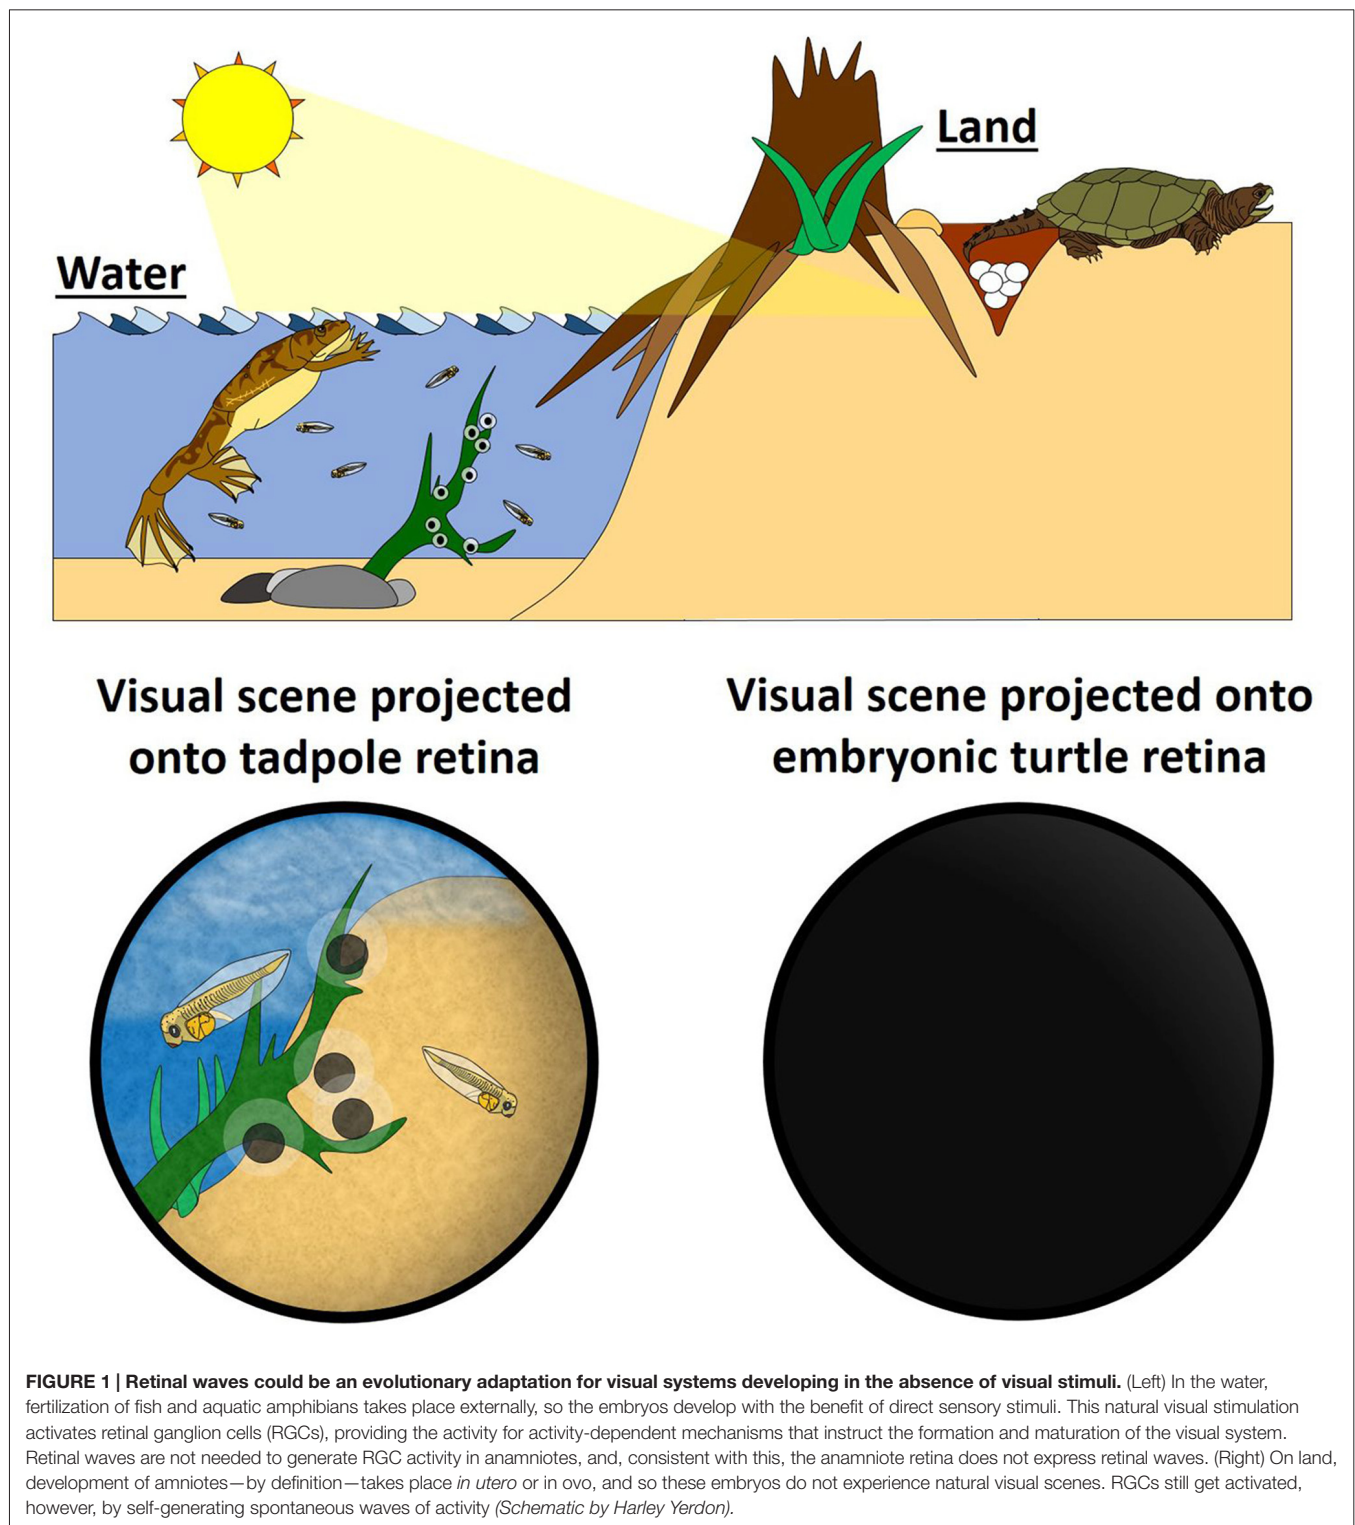 Land
Water
Visual scene projected
onto tadpole retina
Visual scene projected onto
embryonic turtle retina
FIGURE 1 | Retinal waves could be an evolutionary adaptation for visual systems developing in the absence of visual stimuli. (Left) In the water,
fertilization of fish and aquatic amphibians takes place externally, so the embryos develop with the benefit of direct sensory stimuli. This natural visual stimulation
activates retinal ganglion cells (RGCs), providing the activity for activity-dependent mechanisms that instruct the formation and maturation of the visual system.
Retinal waves are not needed to generate RGC activity in anamniotes, and, consistent with this, the anamniote retina does not express retinal waves. (Right) On land,
development of amniotes—by definition—takes place in utero or in ovo, and so these embryos do not experience natural visual scenes. RGCs still get activated,
however, by self-generating spontaneous waves of activity (Schematic by Harley Yerdon).